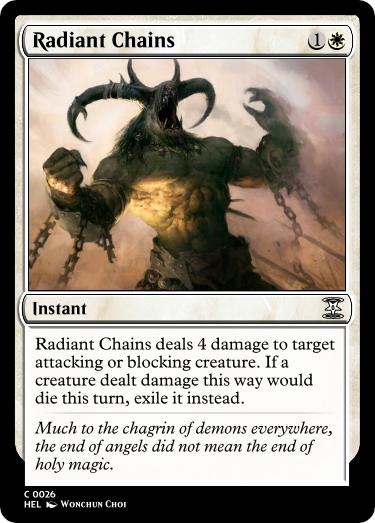 Radiant Chains 1
Instant
Radiant Chains deals 4 damage to target
attacking or blocking creature. If a
creature dealt damage this way would
die this turn, exile it instead.
Much to the chagrin of demons everywhere,
the end of angels did not mean the end of
holy magic.
C 0026
HEL Wonchun Choi